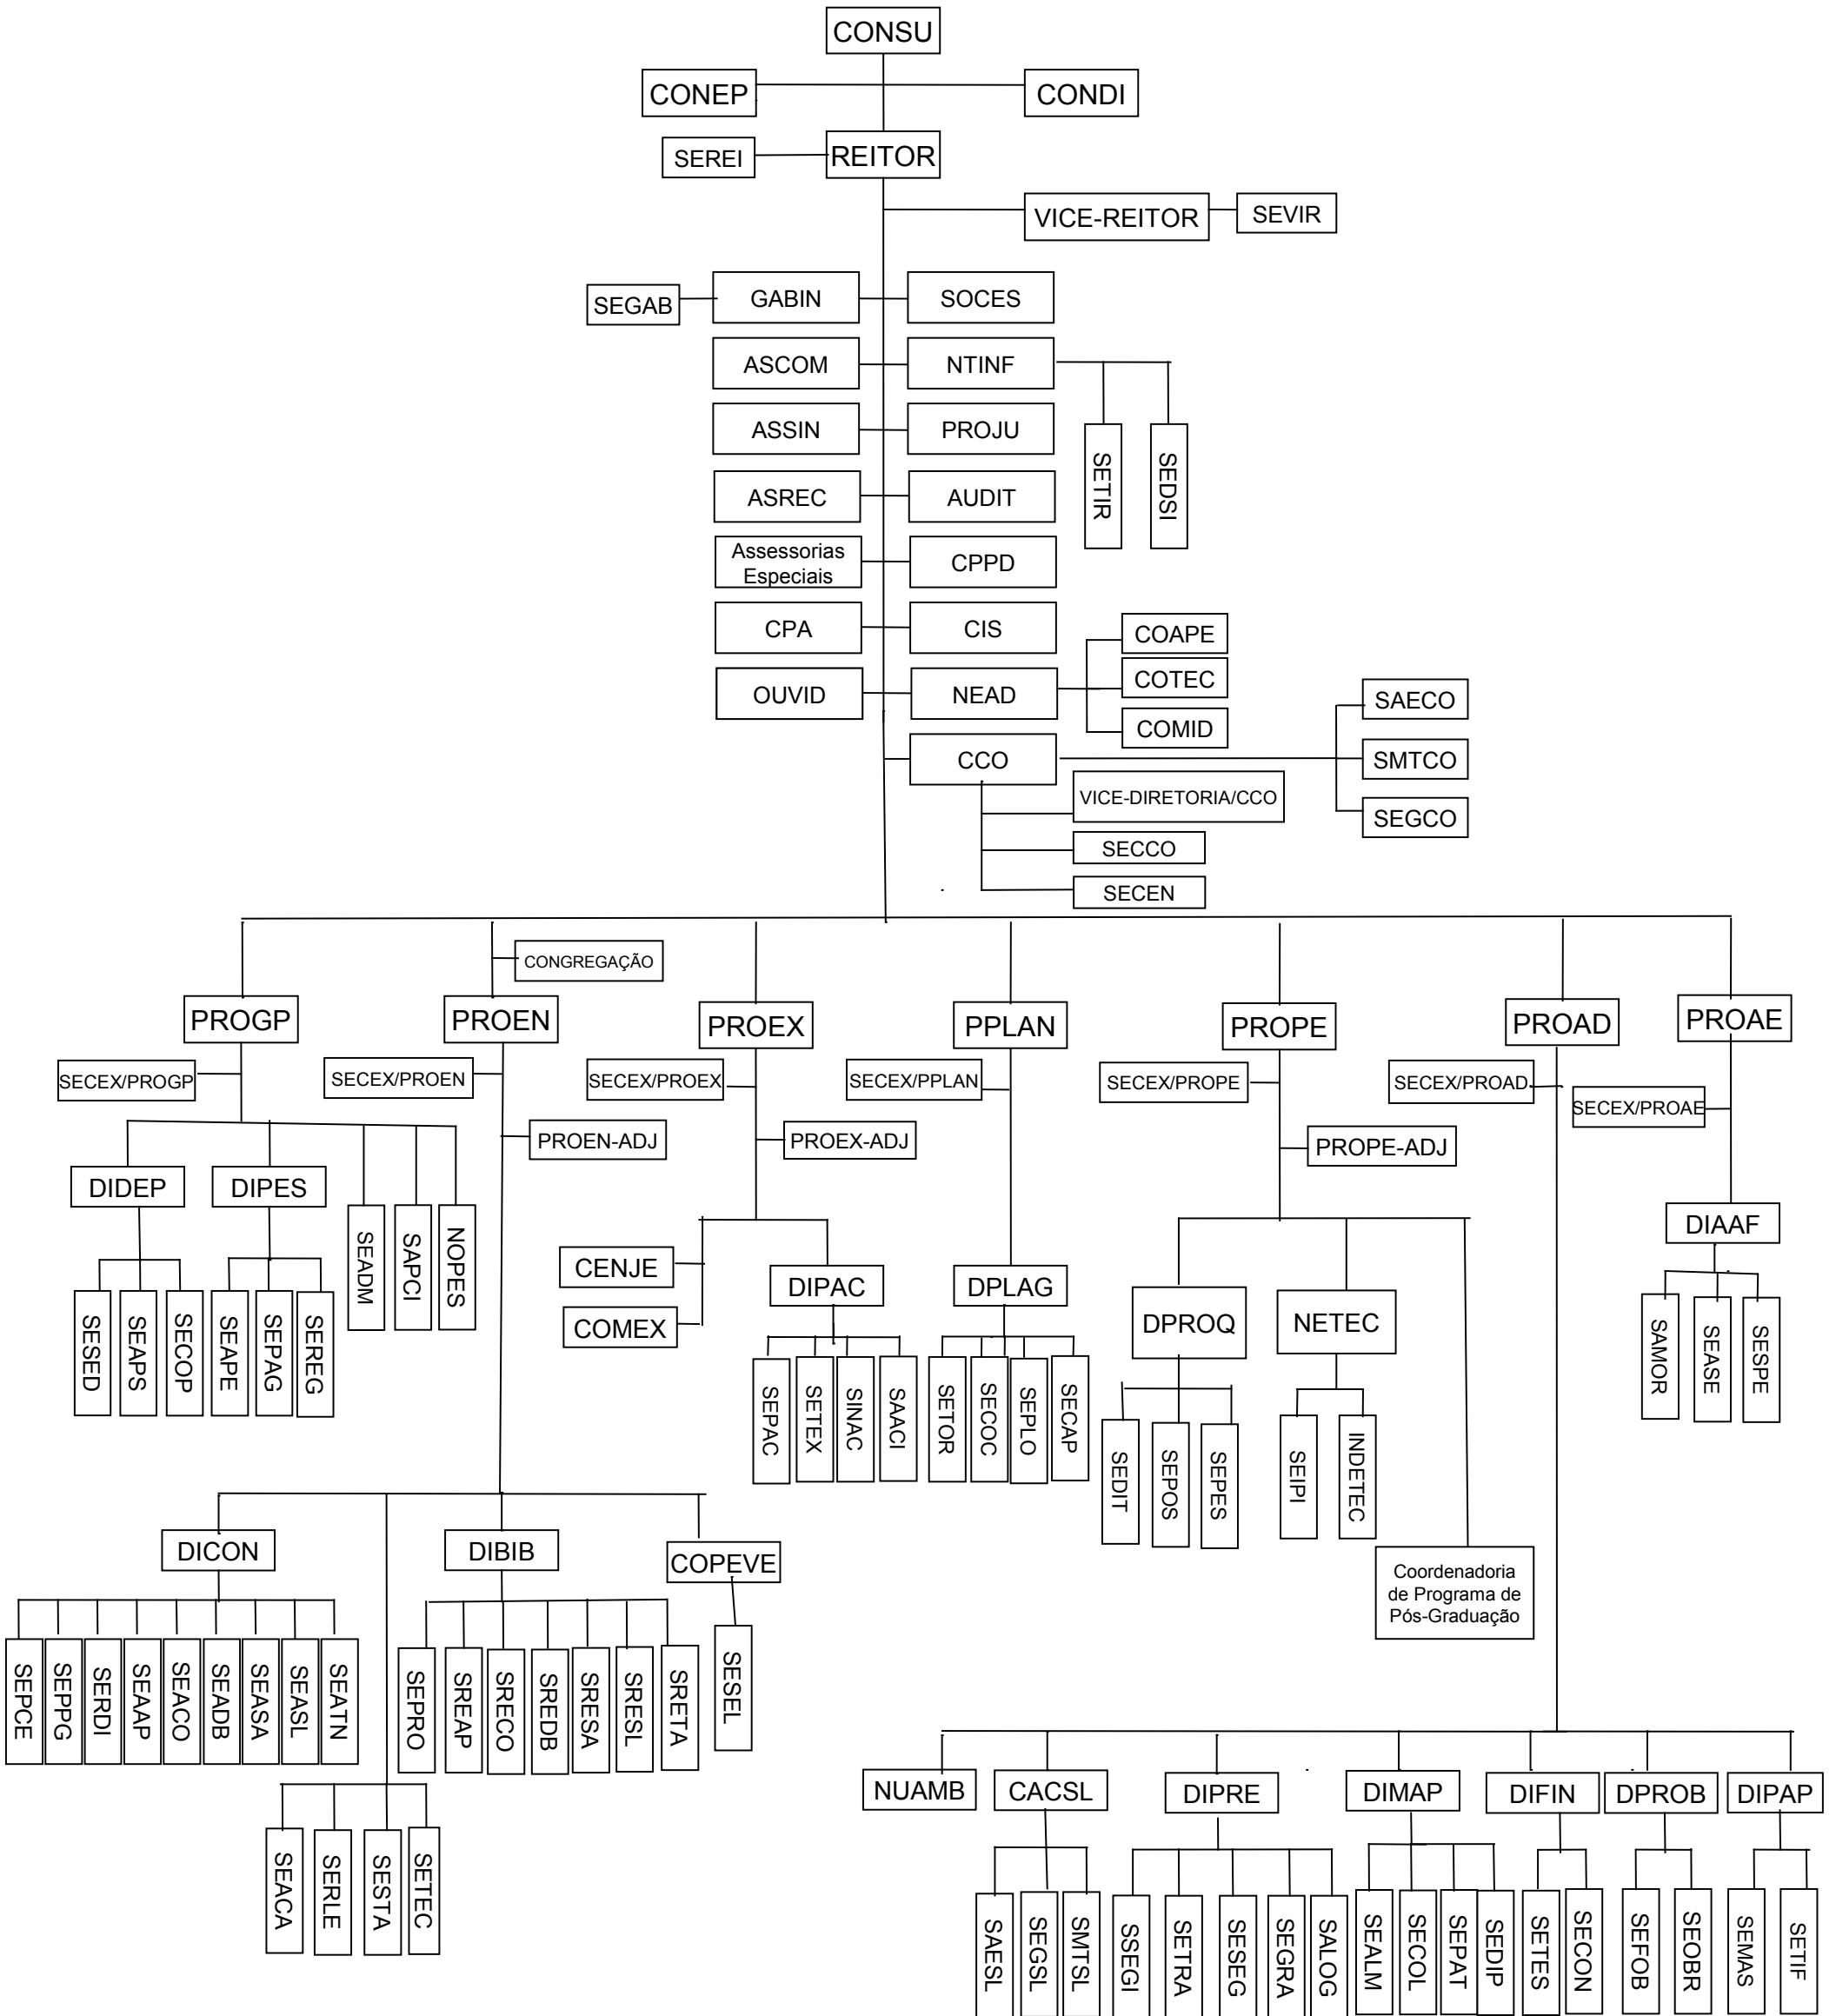 CONSU
CONEP
CONDI
SEREI
REITOR
VICE-REITOR
SEVIR
SEGAB
GABIN
SOCES
ASCOM
NTINF
ASSIN
PROJU
SETIR
SEDSI
ASREC
AUDIT
Assessorias
Especiais
CPPD
CPA
CIS
COAPE
OUVID
NEAD
COTEC
COMID
SAECO
CCO
SMTCO
VICE-DIRETORIA/CCO
SEGCO
SECCO
SECEN
CONGREGAÇÃO
PROGP
PROEN
PROEX
PPLAN
PROPE
PROAD
PROAE
SECEX/PROGP
SECEX/PROEN
SECEX/PROEX
SECEX/PPLAN
SECEX/PROPE
SECEX/PROAD
SECEX/PROAE
PROEN-ADJ
PROEX-ADJ
PROPE-ADJ
DIDEP
DIPES
SEADM
SAPCI
NOPES
DIAAF
CENJE
COMEX
DIPAC
DPLAG
DPROQ
NETEC
SESED
SEAPS
SECOP
SEAPE
SEPAG
SEREG
SAMOR
SEASE
SESPE
SEPAC
SETEX
SINAC
SAACI
SETOR
SECOC
SEPLO
SECAP
SEDIT
SEPOS
SEPES
SEIPI
INDETEC
DICON
DIBIB
COPEVE
Coordenadoria
de Programa de
Pós-Graduação
SEPCE
SEPPG
SERDI
SEAAP
SEACO
SEADB
SEASA
SEASL
SEATN
SEPRO
SREAP
SRECO
SREDB
SRESA
SRESL
SRETA
SESEL
SEACA
SERLE
SESTA
SETEC
NUAMB
CACSL
DIPRE
DIMAP
DIFIN
DPROB
DIPAP
SAESL
SEGSL
SMTSL
SSEGI
SETRA
SESEG
SEGRA
SALOG
SEALM
SECOL
SEPAT
SEDIP
SETES
SECON
SEFOB
SEOBR
SEMAS
SETIF